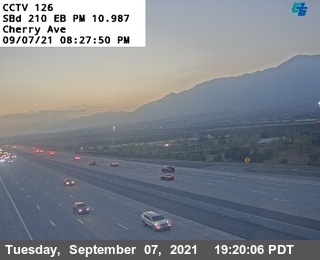 CCTV 126
SBd 210 EB PM 10.987
Cherry Ave
09/07/21 08:27:50 PM
Tuesday, September 07, 2021 19:20:06 PDT